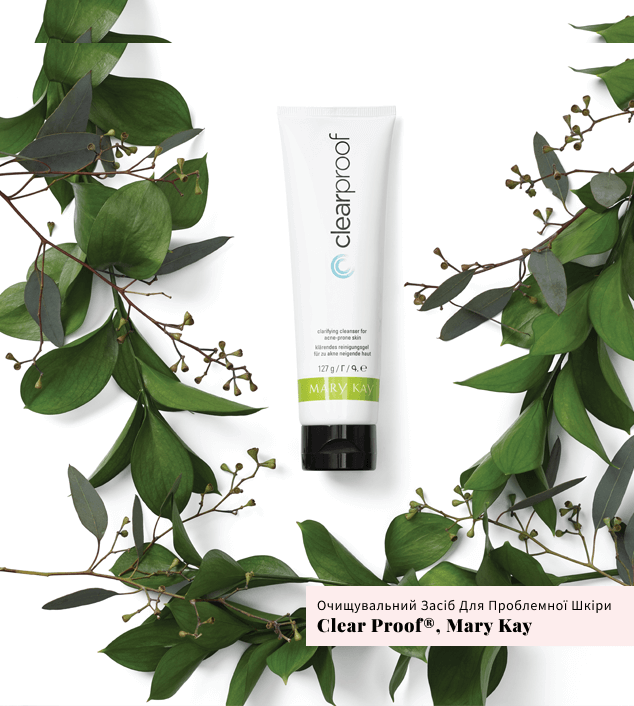 clearproof
clarifying cleanser for
acne-prone skin
klärendes reinigungsgel
für zu akne neigende haut
127 g / Г / Գ. ℮
MARY KAY
Очищувальний Засіб Для Проблемної Шкіри
Clear Proof®, Mary Kay